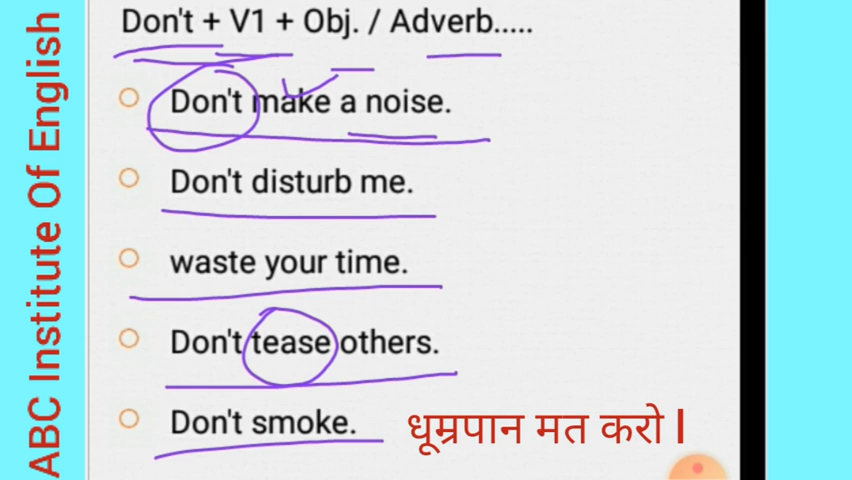 ABC Institute Of English
Don't + V1 + Obj. / Adverb.....
Don't make a noise.
Don't disturb me.
waste your time.
Don't tease others.
Don't smoke. धूम्रपान मत करो l